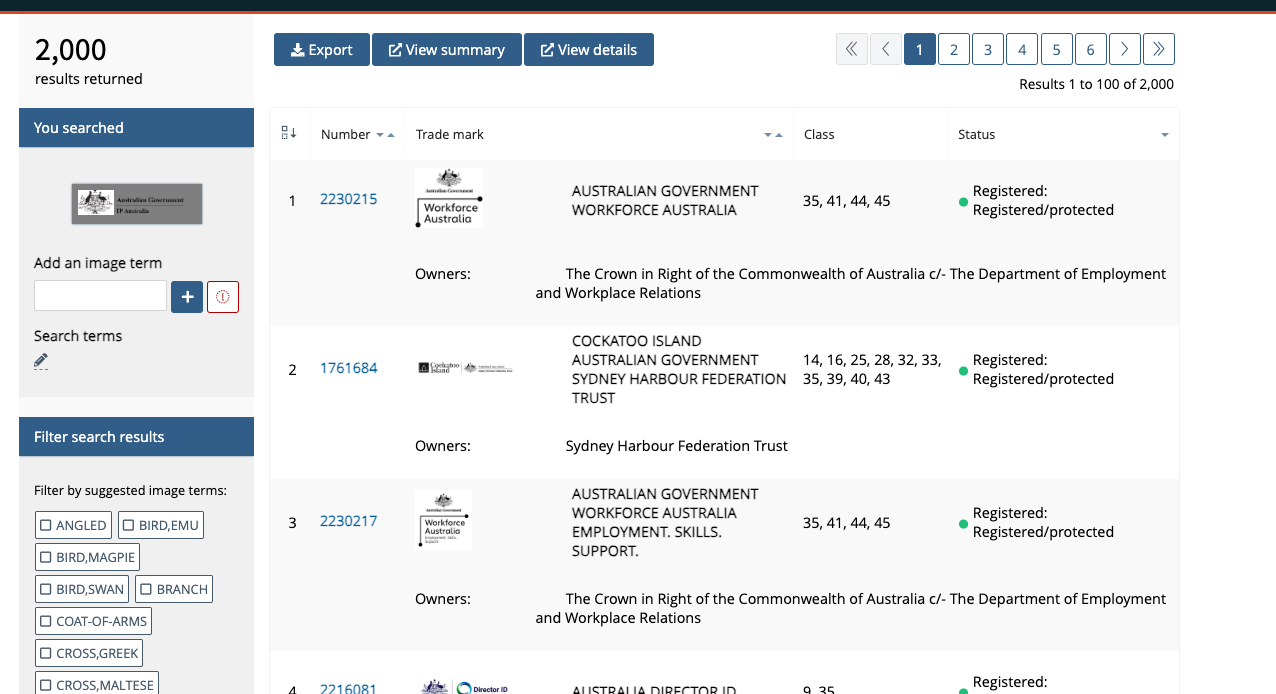 2,000
results returned
You searched
Australian Government
IP Australia
Add an image term
Search terms
Filter search results
Filter by suggested image terms:
ANGLED
BIRD,EMU
BIRD,MAGPIE
BIRD,SWAN
BRANCH
COAT-OF-ARMS
CROSS,GREEK
CROSS,MALTESE
Export
View summary
View details
1
2
3
4
5
6
Results 1 to 100 of 2,000
Number
Trade mark
Class
Status
1
2230215
Australian Government
Workforce
Australia
AUSTRALIAN GOVERNMENT
WORKFORCE AUSTRALIA
35, 41, 44, 45
Registered:
Registered/protected
Owners:
The Crown in Right of the Commonwealth of Australia c/- The Department of Employment
and Workplace Relations
2
1761684
Cockatoo
Island
COCKATOO ISLAND
AUSTRALIAN GOVERNMENT
SYDNEY HARBOUR FEDERATION
TRUST
14, 16, 25, 28, 32, 33,
35, 39, 40, 43
Registered:
Registered/protected
Owners:
Sydney Harbour Federation Trust
3
2230217
Australian Government
Workforce
Australia
Employment. Skills.
Support.
AUSTRALIAN GOVERNMENT
WORKFORCE AUSTRALIA
EMPLOYMENT. SKILLS.
SUPPORT.
35, 41, 44, 45
Registered:
Registered/protected
Owners:
The Crown in Right of the Commonwealth of Australia c/- The Department of Employment
and Workplace Relations
4
2216081
Director ID
AUSTRALIA DIRECTOR ID
9, 35
Registered: